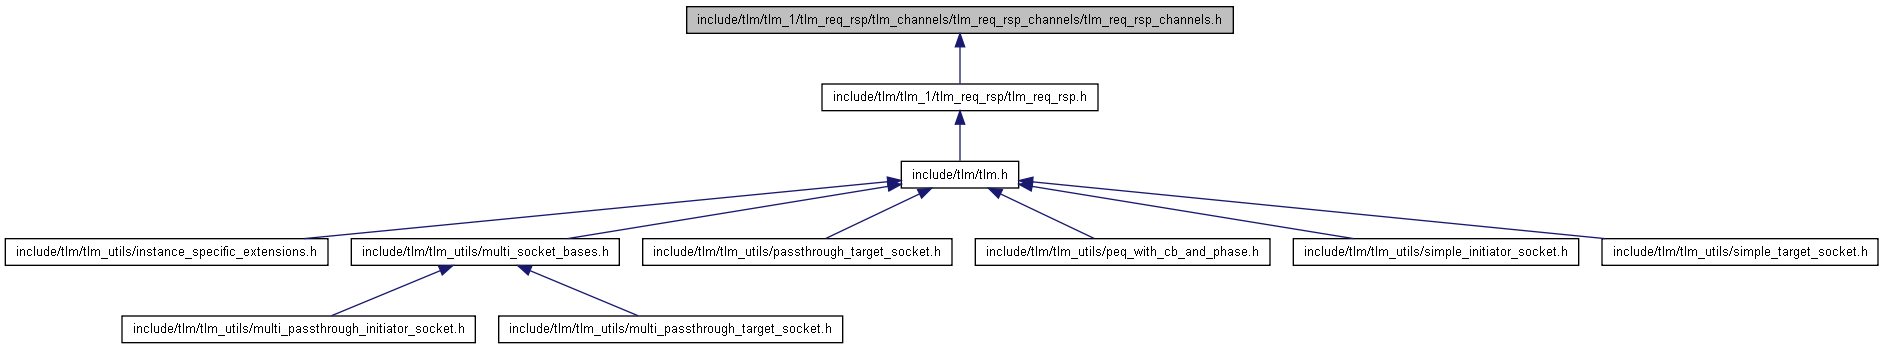 include/tlm/tlm_1/tlm_req_rsp/tlm_channels/tlm_req_rsp_channels/tlm_req_rsp_channels.h
include/tlm/tlm_1/tlm_req_rsp/tlm_req_rsp.h
include/tlm/tlm.h
include/tlm/tlm_utils/instance_specific_extensions.h
include/tlm/tlm_utils/multi_socket_bases.h
include/tlm/tlm_utils/passthrough_target_socket.h
include/tlm/tlm_utils/peq_with_cb_and_phase.h
include/tlm/tlm_utils/simple_initiator_socket.h
include/tlm/tlm_utils/simple_target_socket.h
include/tlm/tlm_utils/multi_passthrough_initiator_socket.h
include/tlm/tlm_utils/multi_passthrough_target_socket.h